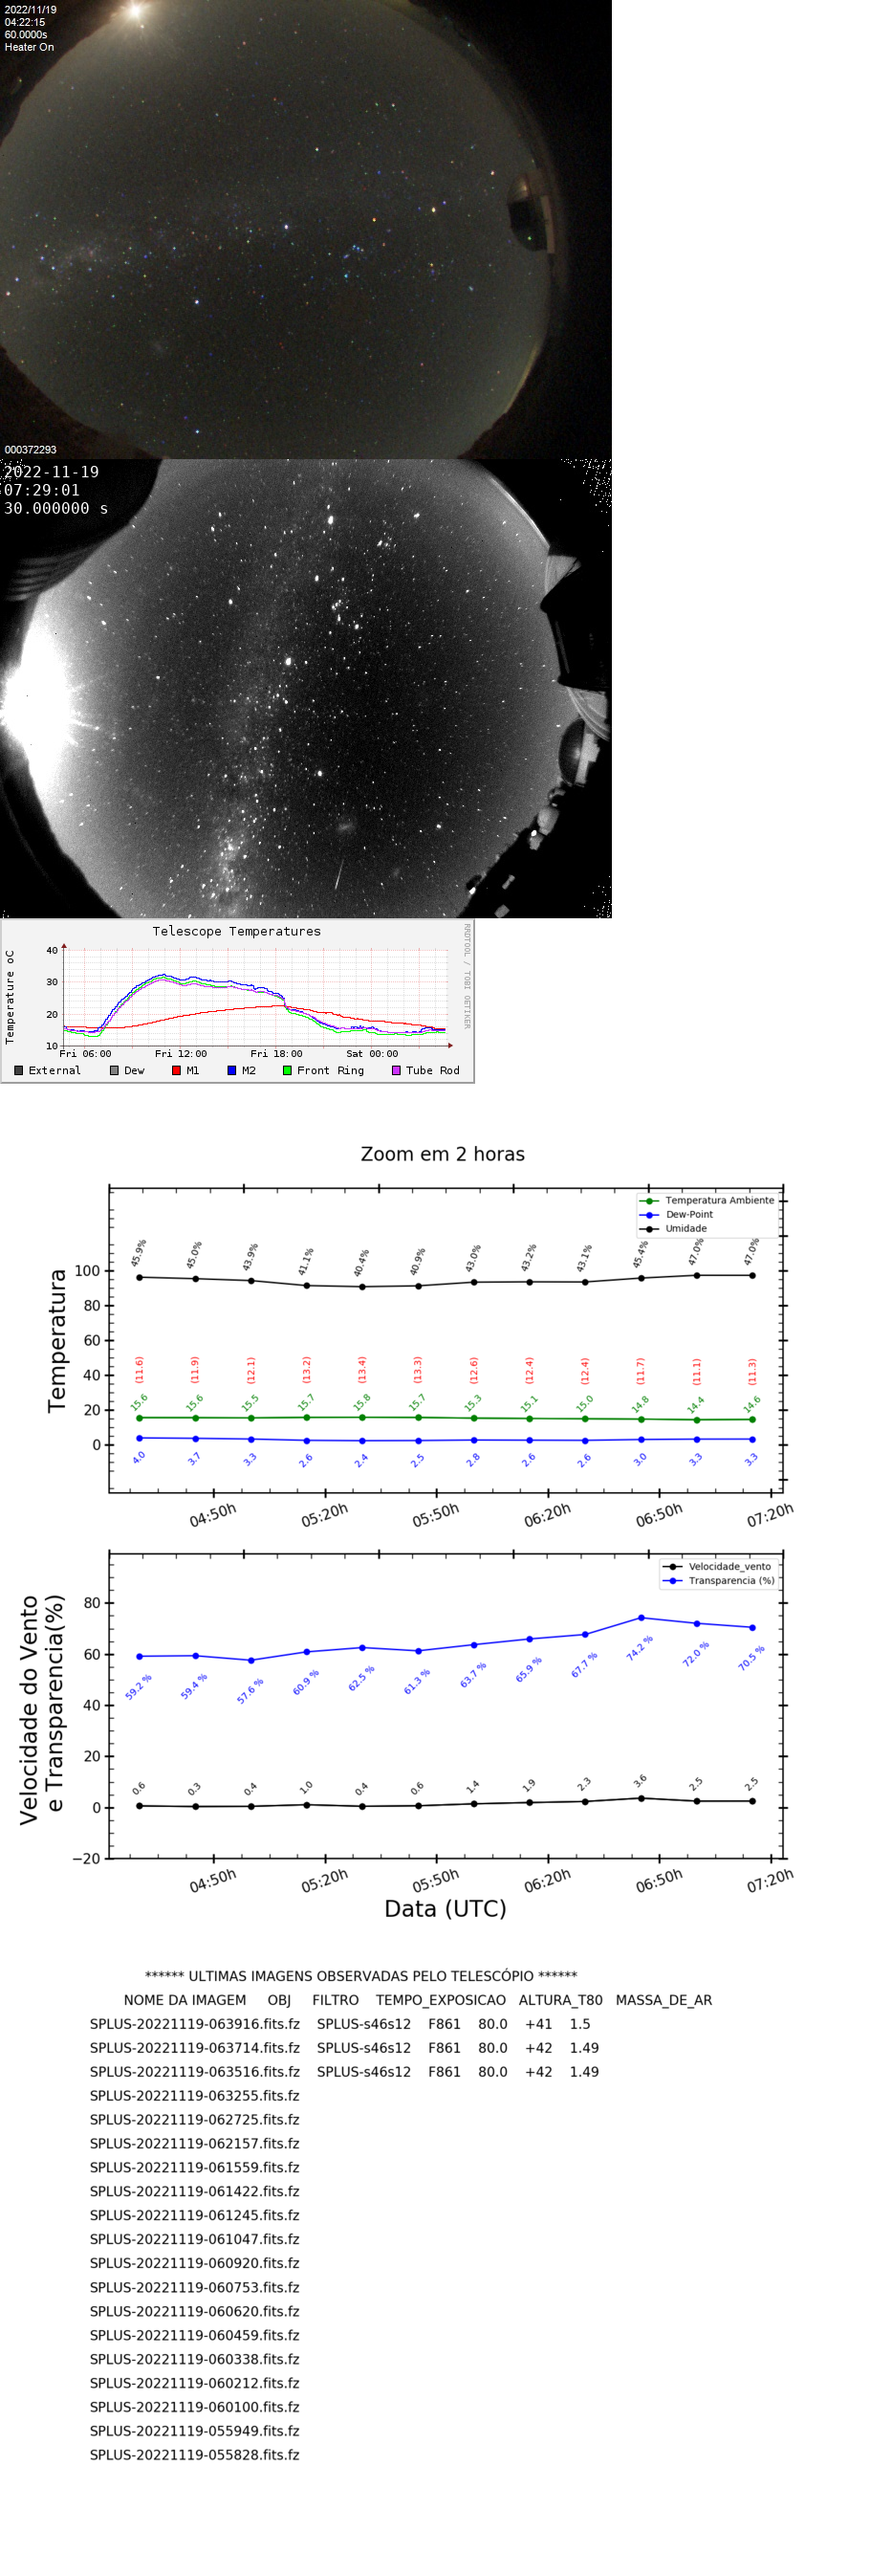 2022/11/19
04:22:15
60.0000s
Heater On
000372293
2022-11-19
07:29:01
30.000000 s
Telescope Temperatures
Temperature oC
RRDTOOL / TOBI OETIKER
40
30
20
10
Fri 06:00 Fri 12:00 Fri 18:00 Sat 00:00
External Dew M1 M2 Front Ring Tube Rod
Zoom em 2 horas
Temperatura
Temperatura Ambiente
Dew-Point
Umidade
100
80
60
40
20
0
45.9% 45.0% 43.9% 41.1% 40.4% 40.9% 43.0% 43.2% 43.1% 45.4% 47.0% 47.0%
(11.6) (11.9) (12.1) (13.2) (13.4) (13.3) (12.6) (12.4) (12.4) (11.7) (11.1) (11.3)
15.6 15.6 15.5 15.7 15.8 15.7 15.3 15.1 15.0 14.8 14.4 14.6
4.0 3.7 3.3 2.6 2.4 2.5 2.8 2.6 2.6 3.0 3.3 3.3
04:50h 05:20h 05:50h 06:20h 06:50h 07:20h
Velocidade do Vento
e Transparencia(%)
Velocidade_vento
Transparencia (%)
80
60
40
20
0
−20
59.2 % 59.4 % 57.6 % 60.9 % 62.5 % 61.3 % 63.7 % 65.9 % 67.7 % 74.2 % 72.0 % 70.5 %
0.6 0.3 0.4 1.0 0.4 0.6 1.4 1.9 2.3 3.6 2.5 2.5
04:50h 05:20h 05:50h 06:20h 06:50h 07:20h
Data (UTC)
****** ULTIMAS IMAGENS OBSERVADAS PELO TELESCÓPIO ******
NOME DA IMAGEM OBJ FILTRO TEMPO_EXPOSICAO ALTURA_T80 MASSA_DE_AR
SPLUS-20221119-063916.fits.fz SPLUS-s46s12 F861 80.0 +41 1.5
SPLUS-20221119-063714.fits.fz SPLUS-s46s12 F861 80.0 +42 1.49
SPLUS-20221119-063516.fits.fz SPLUS-s46s12 F861 80.0 +42 1.49
SPLUS-20221119-063255.fits.fz
SPLUS-20221119-062725.fits.fz
SPLUS-20221119-062157.fits.fz
SPLUS-20221119-061559.fits.fz
SPLUS-20221119-061422.fits.fz
SPLUS-20221119-061245.fits.fz
SPLUS-20221119-061047.fits.fz
SPLUS-20221119-060920.fits.fz
SPLUS-20221119-060753.fits.fz
SPLUS-20221119-060620.fits.fz
SPLUS-20221119-060459.fits.fz
SPLUS-20221119-060338.fits.fz
SPLUS-20221119-060212.fits.fz
SPLUS-20221119-060100.fits.fz
SPLUS-20221119-055949.fits.fz
SPLUS-20221119-055828.fits.fz